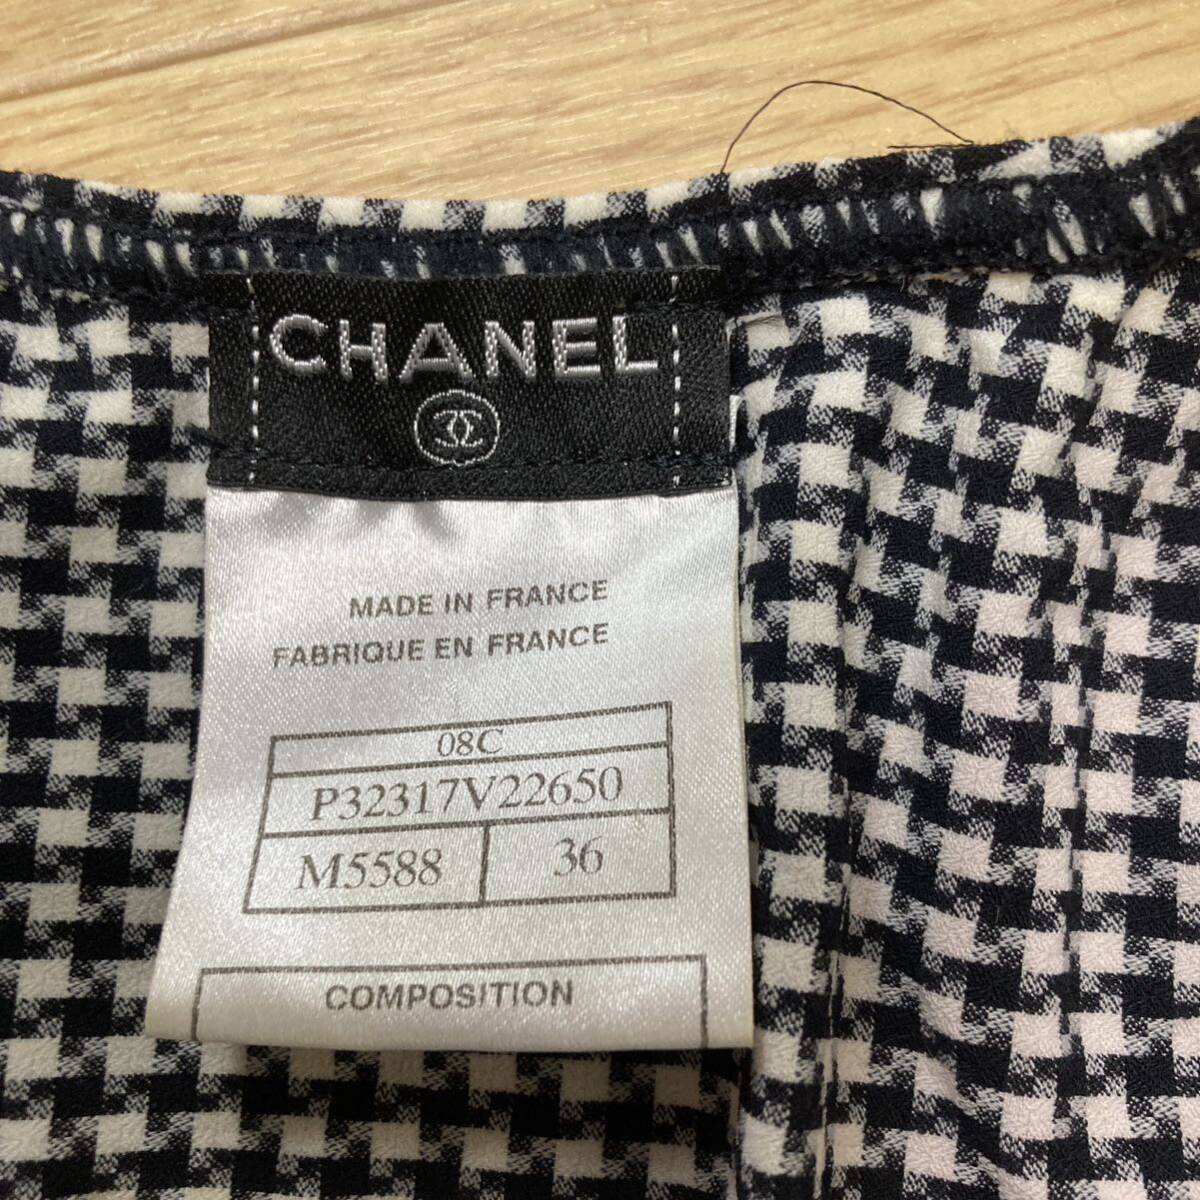 CHANEL
MADE IN FRANCE
FABRIQUE EN FRANCE
08C
P32317V22650
M5588 36
COMPOSITION